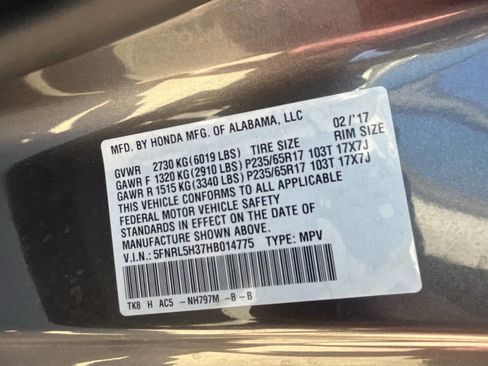 MFD. BY HONDA MFG. OF ALABAMA, LLC 02/'17
GVWR 2730 KG (6019 LBS) TIRE SIZE RIM SIZE
GAWR F 1320 KG (2910 LBS) P235/65R17 103T 17X7J
GAWR R 1515 KG (3340 LBS) P235/65R17 103T 17X7J
THIS VEHICLE CONFORMS TO ALL APPLICABLE
FEDERAL MOTOR VEHICLE SAFETY
STANDARDS IN EFFECT ON THE DATE OF
MANUFACTURE SHOWN ABOVE.
V.I.N: 5FNRL5H37HB014775 TYPE: MPV
TK8 H AC5 -NH797M -B -B